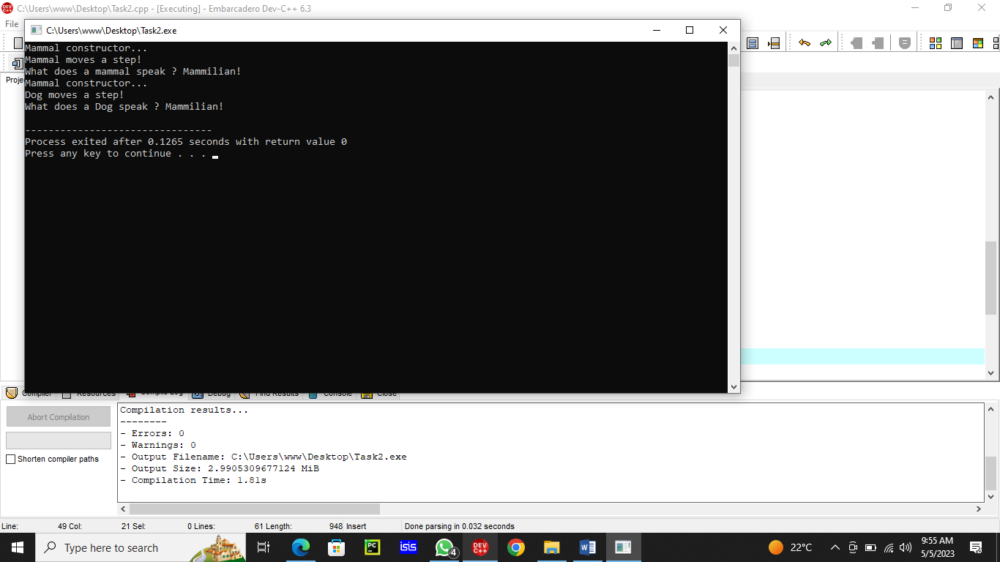 C:\Users\www\Desktop\Task2.cpp - [Executing] - Embarcadero Dev-C++ 6.3
File
C:\Users\www\Desktop\Task2.exe
Mammal constructor...
Mammal moves a step!
What does a mammal speak ? Mammilian!
Mammal constructor...
Dog moves a step!
What does a Dog speak ? Mammilian!
--------------------------------
Process exited after 0.1265 seconds with return value 0
Press any key to continue . . .
Proje
Compiler Resources Compile Log Debug Find Results Console Close
Abort Compilation
Shorten compiler paths
Compilation results...
--------
- Errors: 0
- Warnings: 0
- Output Filename: C:\Users\www\Desktop\Task2.exe
- Output Size: 2.9905309677124 MiB
- Compilation Time: 1.81s
Line: 49 Col: 21 Sel: 0 Lines: 61 Length: 948 Insert Done parsing in 0.032 seconds
Type here to search
PC
isis
4
DEV C++
W
22°C
9:55 AM
5/5/2023